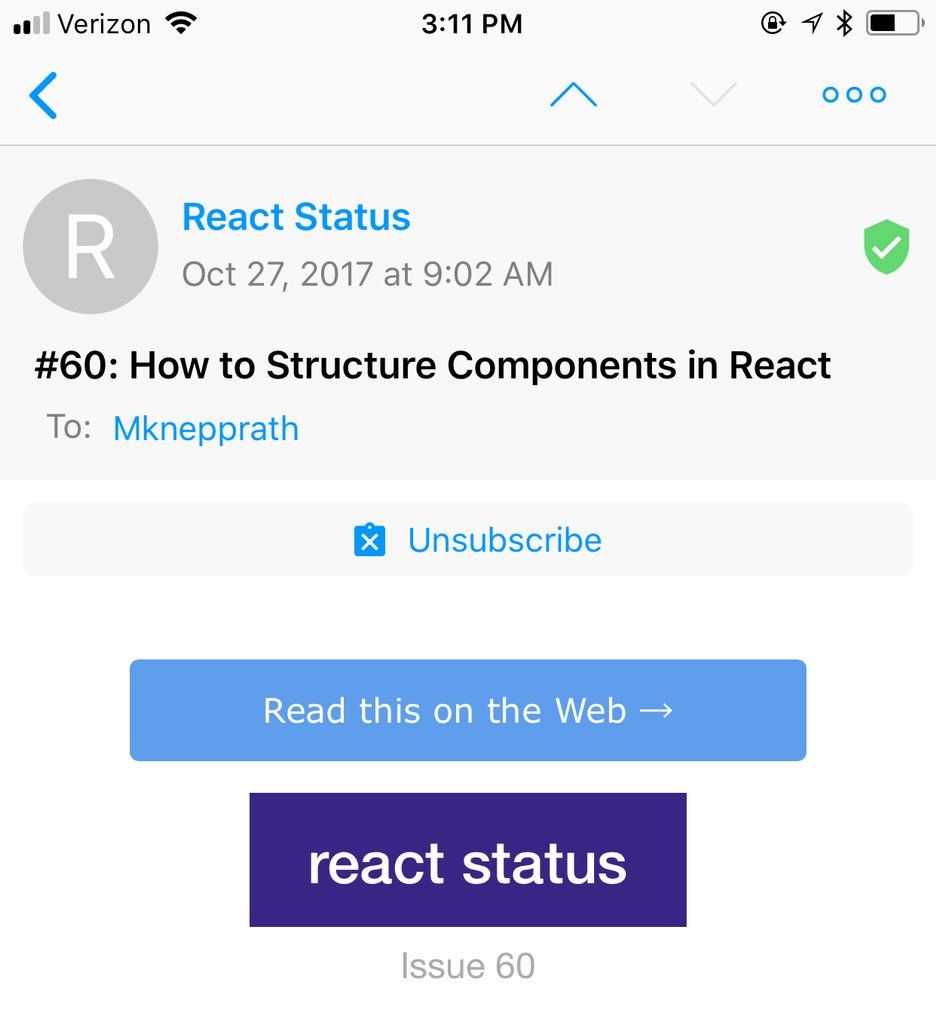 Verizon 3:11 PM
R
React Status
Oct 27, 2017 at 9:02 AM
#60: How to Structure Components in React
To: Mknepprath
Unsubscribe
Read this on the Web →
react status
Issue 60